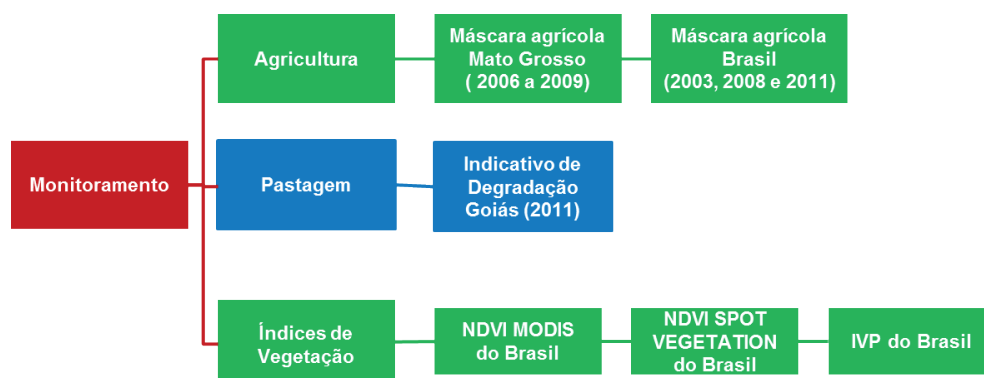 Agricultura
Máscara agrícola
Mato Grosso
( 2006 a 2009)
Máscara agrícola
Brasil
(2003, 2008 e 2011)
Monitoramento
Pastagem
Indicativo de
Degradação
Goiás (2011)
Índices de
Vegetação
NDVI MODIS
do Brasil
NDVI SPOT
VEGETATION
do Brasil
IVP do Brasil